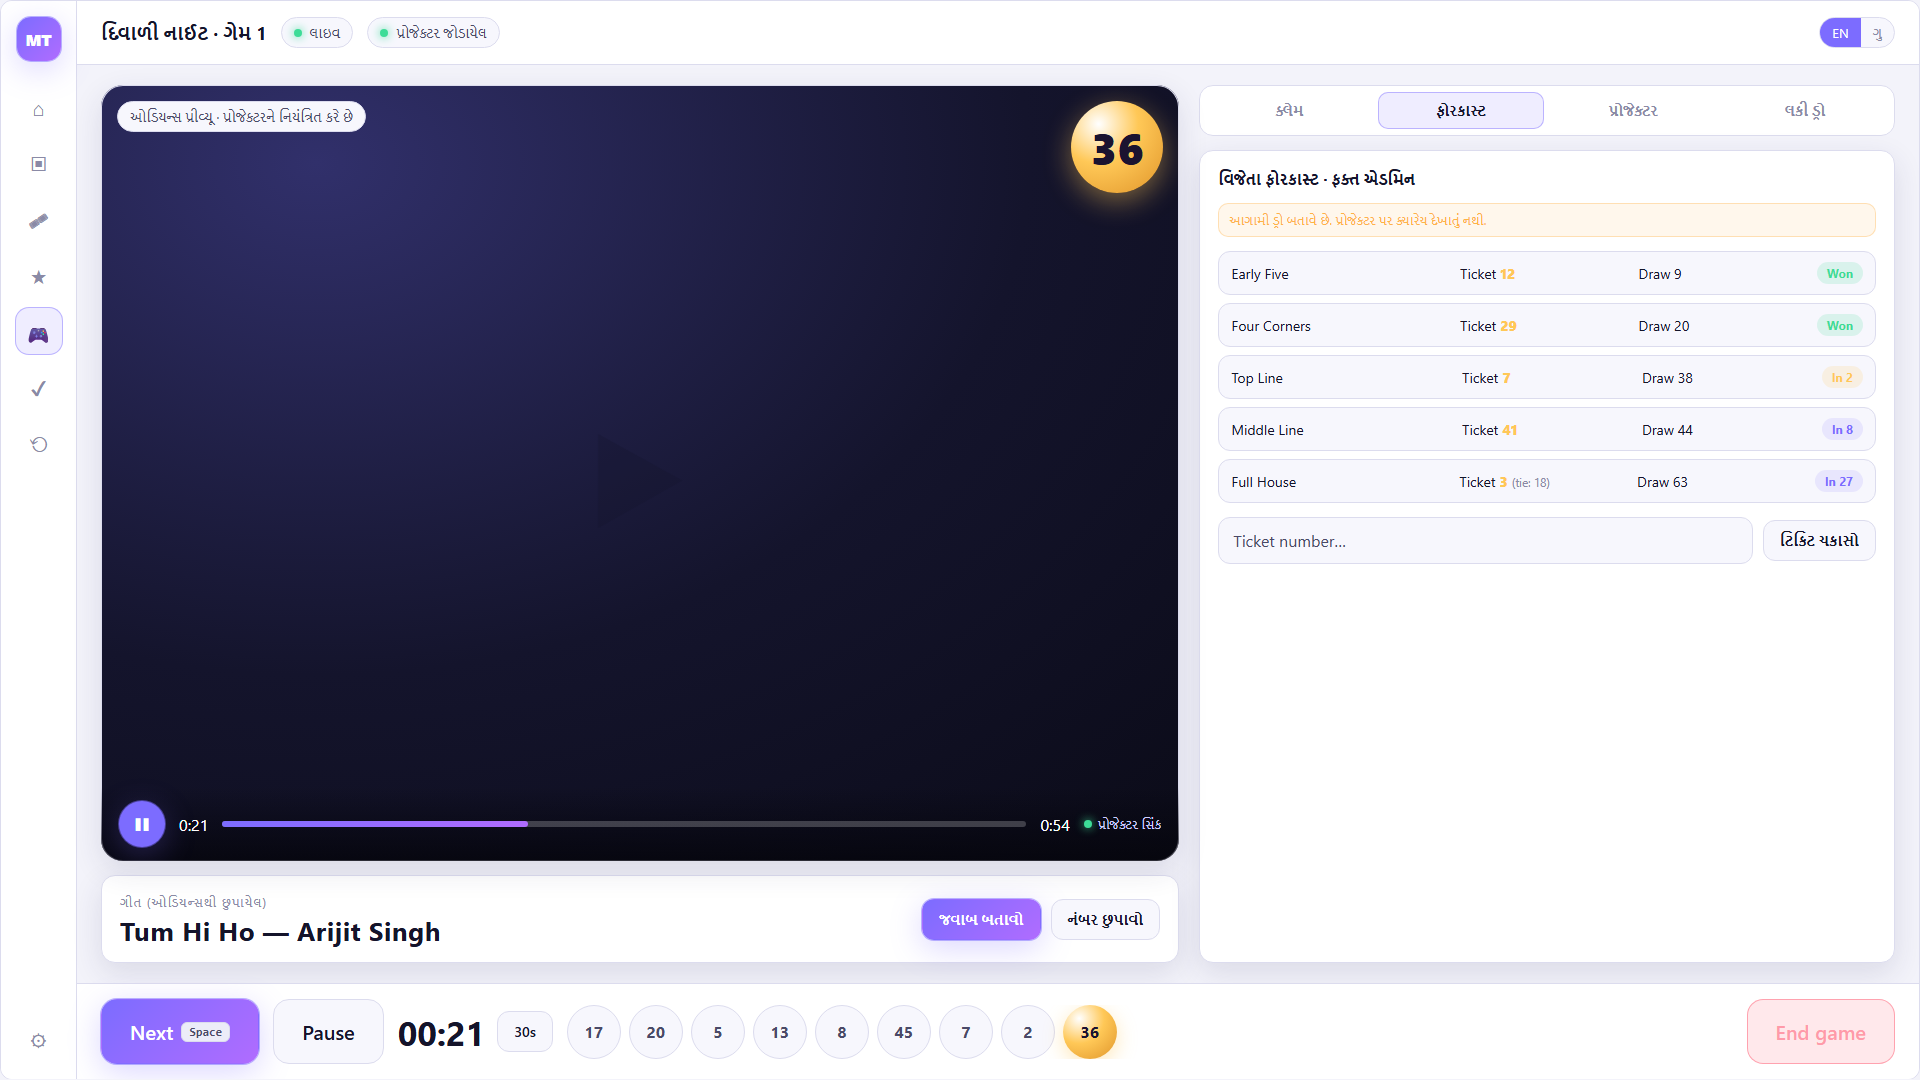 MT
દિવાળી નાઈટ · ગેમ 1
લાઇવ
પ્રોજેક્ટર જોડાયેલ
EN
ગુ
ઓડિયન્સ પ્રીવ્યૂ · પ્રોજેક્ટરને નિયંત્રિત કરે છે
36
0:21
0:54
પ્રોજેક્ટર સિંક
ગીત (ઓડિયન્સથી છુપાયેલ)
Tum Hi Ho — Arijit Singh
જવાબ બતાવો
નંબર છુપાવો
ક્લેમ
ફોરકાસ્ટ
પ્રોજેક્ટર
લકી ડ્રો
વિજેતા ફોરકાસ્ટ · ફક્ત એડમિન
આગામી ડ્રો બતાવે છે. પ્રોજેક્ટર પર ક્યારેય દેખાતું નથી.
Early Five Ticket 12 Draw 9 Won
Four Corners Ticket 29 Draw 20 Won
Top Line Ticket 7 Draw 38 In 2
Middle Line Ticket 41 Draw 44 In 8
Full House Ticket 3 (tie: 18) Draw 63 In 27
Ticket number...
ટિકિટ ચકાસો
Next Space
Pause
00:21
30s
17 20 5 13 8 45 7 2 36
End game